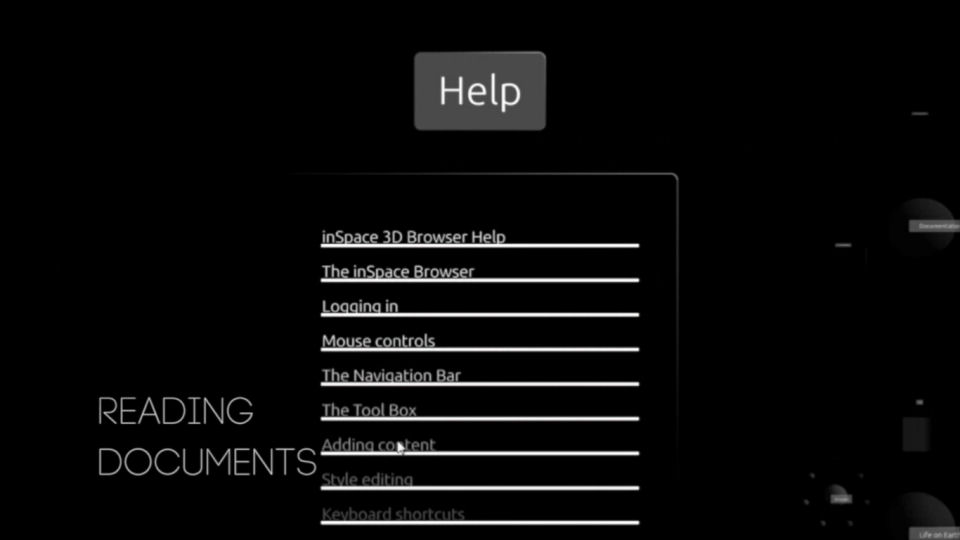 Help
inSpace 3D Browser Help
The inSpace Browser
Logging in
Mouse controls
The Navigation Bar
The Tool Box
Adding content
Style editing
Keyboard shortcuts
READING
DOCUMENTS
Life on Earth